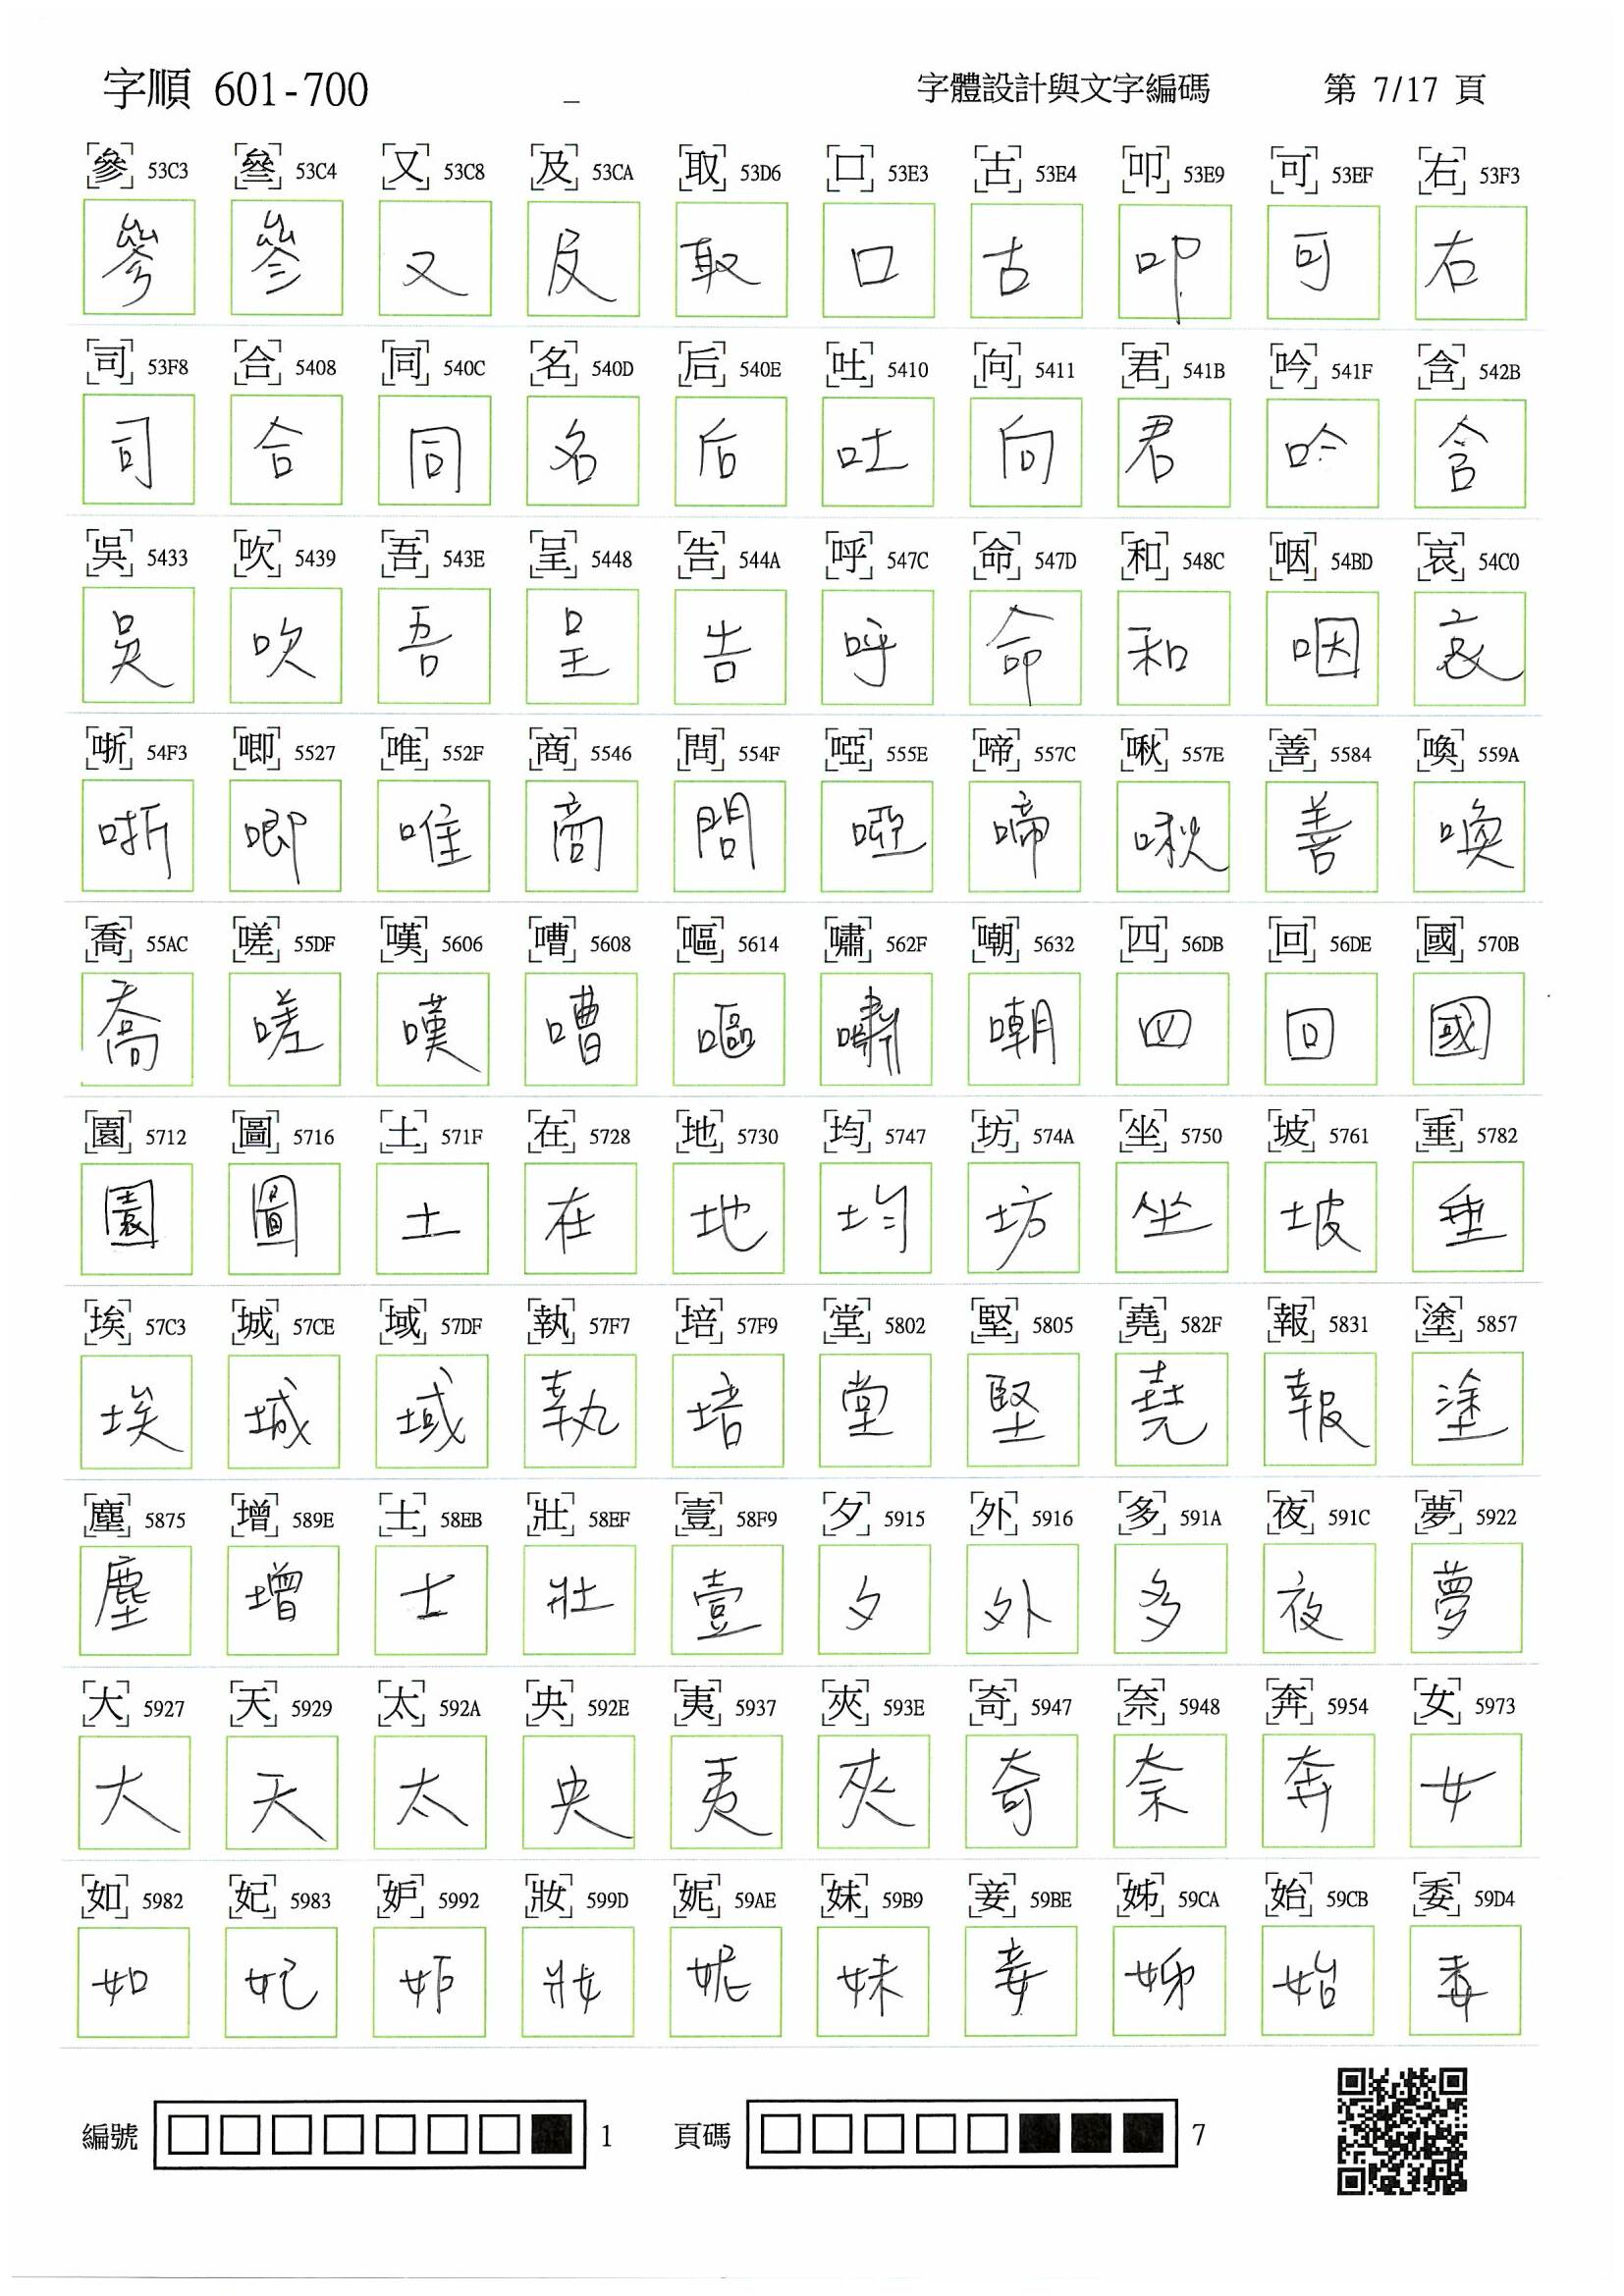 字順 601-700 字體設計與文字編碼 第 7/17 頁
參 53C3 叄 53C4 又 53C8 及 53CA 取 53D6 口 53E3 古 53E4 叩 53E9 可 53EF 右 53F3
參 叄 又 及 取 口 古 叩 可 右
司 53F8 合 5408 同 540C 名 540D 后 540E 吐 5410 向 5411 君 541B 吟 541F 含 542B
司 合 同 名 后 吐 向 君 吟 含
吳 5433 吹 5439 吾 543E 呈 5448 告 544A 呼 547C 命 547D 和 548C 咽 54BD 哀 54C0
吳 吹 吾 呈 告 呼 命 和 咽 哀
哳 54F3 唧 5527 唯 552F 商 5546 問 554F 啞 555E 啼 557C 啾 557E 善 5584 喚 559A
哳 唧 唯 商 問 啞 啼 啾 善 喚
喬 55AC 嗟 55DF 嘆 5606 嘈 5608 嘔 5614 嘯 562F 嘲 5632 四 56DB 回 56DE 國 570B
喬 嗟 嘆 嘈 嘔 嘯 嘲 四 回 國
園 5712 圖 5716 土 571F 在 5728 地 5730 均 5747 坊 574A 坐 5750 坡 5761 垂 5782
園 圖 土 在 地 均 坊 坐 坡 垂
埃 57C3 城 57CE 域 57DF 執 57F7 培 57F9 堂 5802 堅 5805 堯 582F 報 5831 塗 5857
埃 城 域 執 培 堂 堅 堯 報 塗
塵 5875 增 589E 士 58EB 壯 58EF 壹 58F9 夕 5915 外 5916 多 591A 夜 591C 夢 5922
塵 增 士 壯 壹 夕 外 多 夜 夢
大 5927 天 5929 太 592A 央 592E 夷 5937 夾 593E 奇 5947 奈 5948 奔 5954 女 5973
大 天 太 央 夷 夾 奇 奈 奔 女
如 5982 妃 5983 妒 5992 妝 599D 妮 59AE 妹 59B9 妾 59BE 姊 59CA 始 59CB 委 59D4
如 妃 妒 妝 妮 妹 妾 姊 始 委
編號 1 頁碼 7